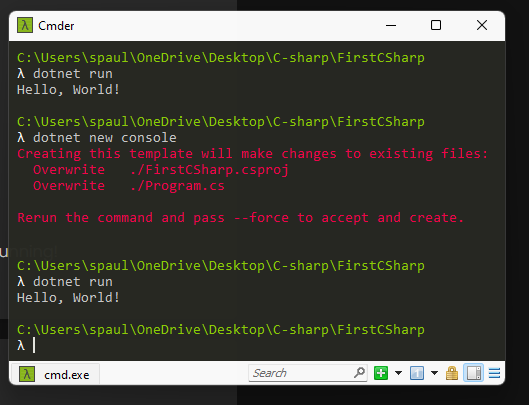 Cmder
C:\Users\spaul\OneDrive\Desktop\C-sharp\FirstCSharp
λ dotnet run
Hello, World!
C:\Users\spaul\OneDrive\Desktop\C-sharp\FirstCSharp
λ dotnet new console
Creating this template will make changes to existing files:
  Overwrite   ./FirstCSharp.csproj
  Overwrite   ./Program.cs
Rerun the command and pass --force to accept and create.
C:\Users\spaul\OneDrive\Desktop\C-sharp\FirstCSharp
λ dotnet run
Hello, World!
C:\Users\spaul\OneDrive\Desktop\C-sharp\FirstCSharp
λ
λ cmd.exe
Search